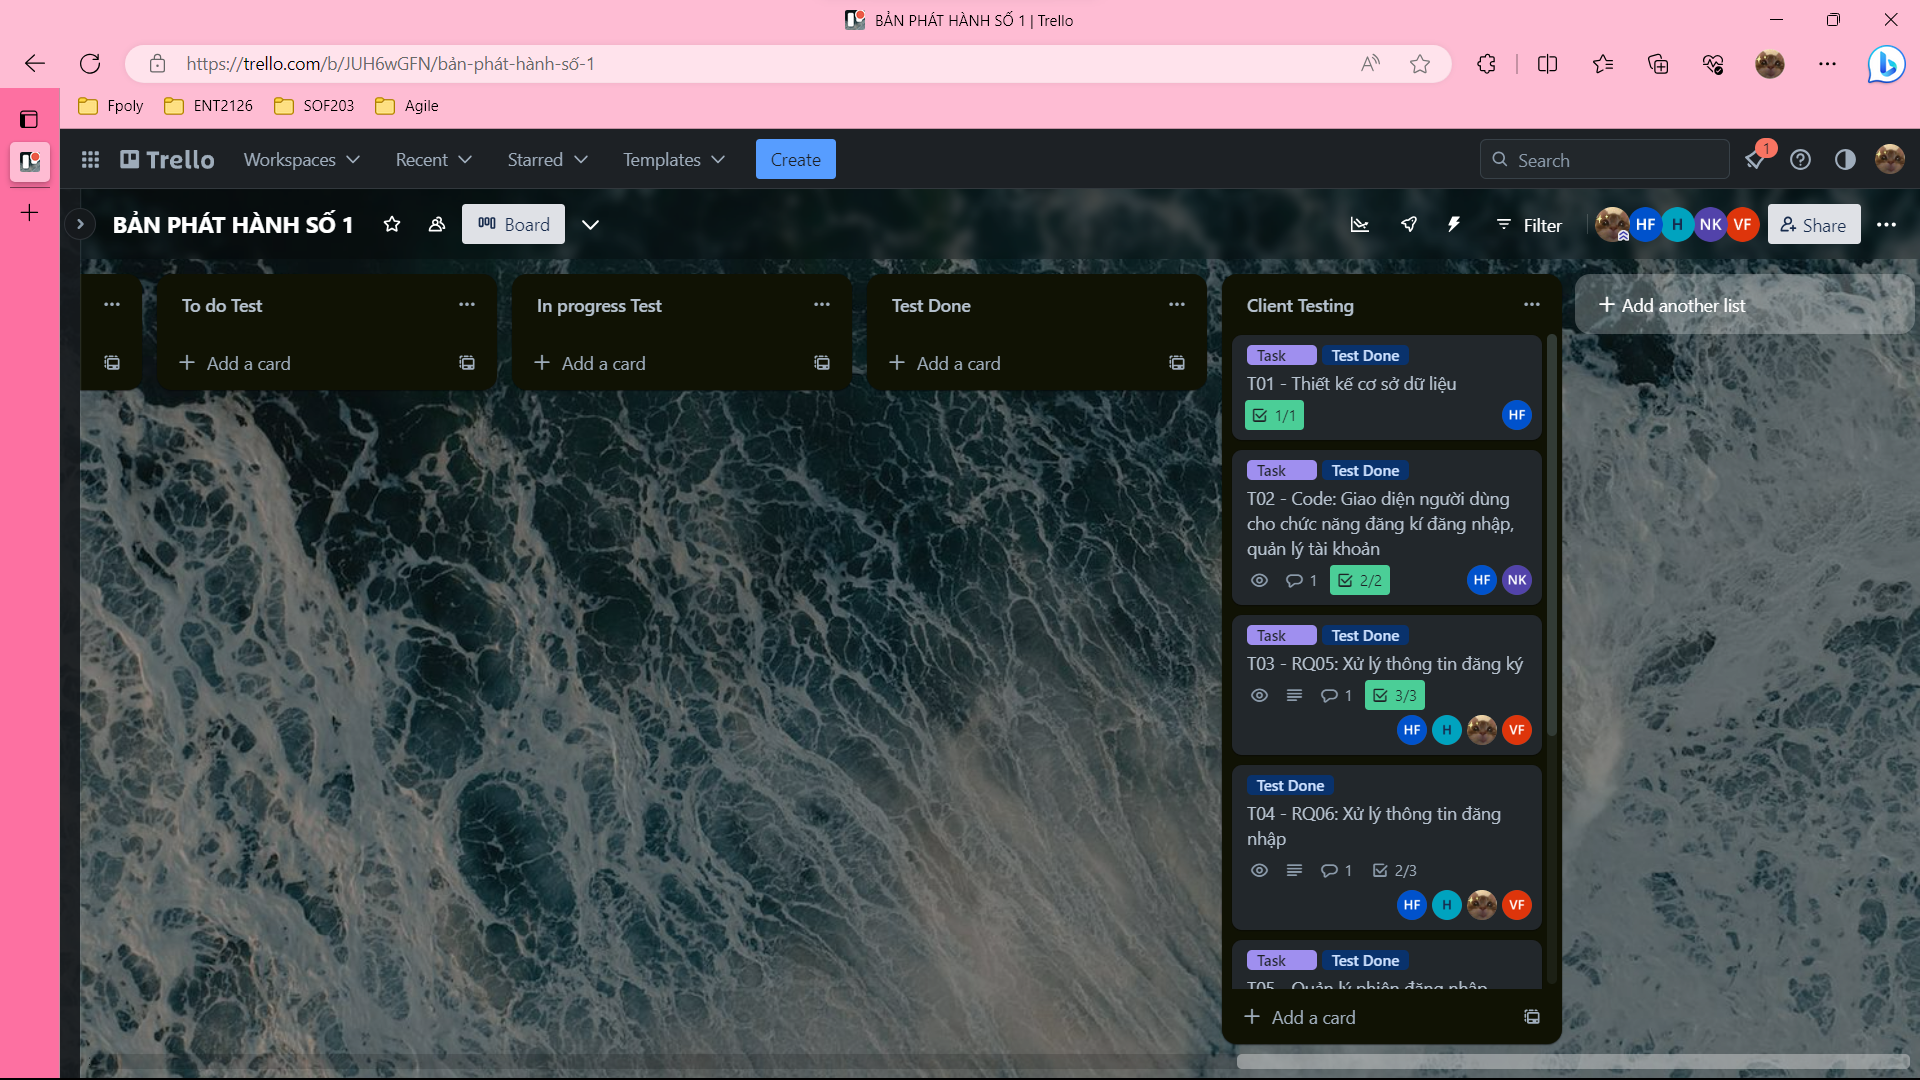 BẢN PHÁT HÀNH SỐ 1 | Trello
https://trello.com/b/JUH6wGFN/bản-phát-hành-số-1
Fpoly
ENT2126
SOF203
Agile
Trello
Workspaces
Recent
Starred
Templates
Create
Search
1
BẢN PHÁT HÀNH SỐ 1
Board
Filter
HF
H
NK
VF
Share
To do Test
Add a card
In progress Test
Add a card
Test Done
Add a card
Client Testing
Task Test Done
T01 - Thiết kế cơ sở dữ liệu
1/1
HF
Task Test Done
T02 - Code: Giao diện người dùng
cho chức năng đăng kí đăng nhập,
quản lý tài khoản
1 2/2
HF NK
Task Test Done
T03 - RQ05: Xử lý thông tin đăng ký
1 3/3
HF H VF
Test Done
T04 - RQ06: Xử lý thông tin đăng
nhập
1 2/3
HF H VF
Task Test Done
T05 - Quản lý phiên đăng nhập
Add a card
Add another list